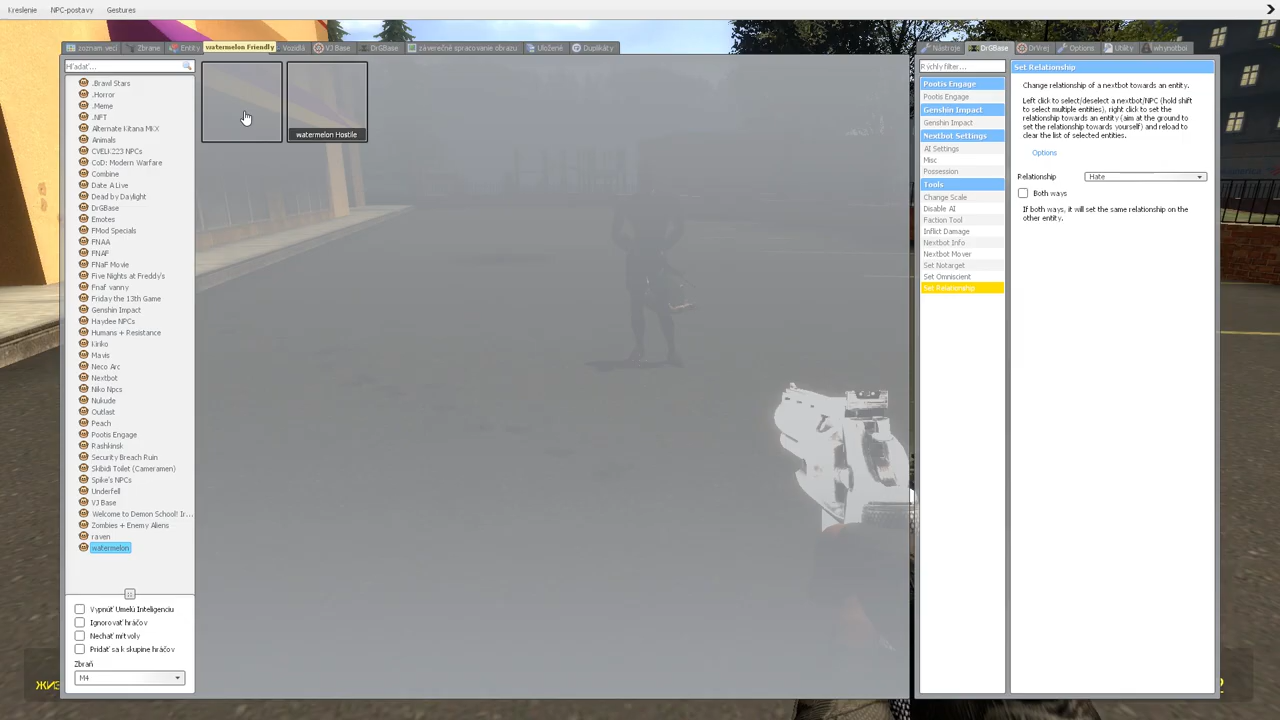 Kreslenie NPC-postavy Gestures
zoznam vecí Zbrane Entity watermelon Friendly Vozidlá VJ Base DrGBase záverečné spracovanie obrazu Uložené Duplikáty
Hľadať...
.Brawl Stars
.Horror
.Meme
.NFT
Alternate Kitana MKX
Animals
CVELK223 NPCs
CoD: Modern Warfare
Combine
Date A Live
Dead by Daylight
DrGBase
Emotes
FMod Specials
FNAA
FNAF
FNaF Movie
Five Nights at Freddy's
Fnaf vanny
Friday the 13th Game
Genshin Impact
Haydee NPCs
Humans + Resistance
Kiriko
Mavis
Neco Arc
Nextbot
Niko Npcs
Nukude
Outlast
Peach
Pootis Engage
Rashkinsk
Security Breach Ruin
Skibidi Toilet (Cameramen)
Spike's NPCs
Underfell
VJ Base
Welcome to Demon School! Ir...
Zombies + Enemy Aliens
raven
watermelon
Vypnúť Umelú Inteligenciu
Ignorovať hráčov
Nechať mŕtvoly
Pridať sa k skupine hráčov
Zbraň
M4
watermelon Hostile
Nástroje DrGBase DrVrej Options Utility whynotboi
Rýchly filter...
Pootis Engage
Pootis Engage
Genshin Impact
Genshin Impact
Nextbot Settings
AI Settings
Misc
Possession
Tools
Change Scale
Disable AI
Faction Tool
Inflict Damage
Nextbot Info
Nextbot Mover
Set Notarget
Set Omniscient
Set Relationship
Set Relationship
Change relationship of a nextbot towards an entity.
Left click to select/deselect a nextbot/NPC (hold shift
to select multiple entities), right click to set the
relationship towards an entity (aim at the ground to
set the relationship towards yourself) and reload to
clear the list of selected entities.
Options
Relationship Hate
Both ways
If both ways, it will set the same relationship on the
other entity.